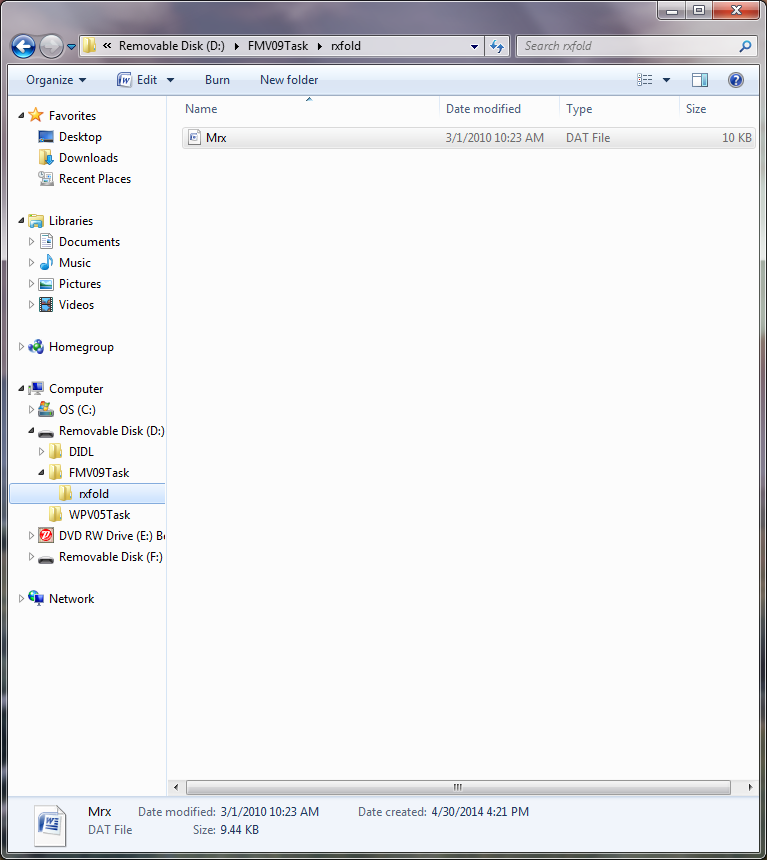 « Removable Disk (D:) FMV09Task rxfold Search rxfold
Organize Edit Burn New folder
Name Date modified Type Size
Mrx 3/1/2010 10:23 AM DAT File 10 KB
Favorites
Desktop
Downloads
Recent Places
Libraries
Documents
Music
Pictures
Videos
Homegroup
Computer
OS (C:)
Removable Disk (D:)
DIDL
FMV09Task
rxfold
WPV05Task
DVD RW Drive (E:) Be
Removable Disk (F:)
Network
Mrx Date modified: 3/1/2010 10:23 AM Date created: 4/30/2014 4:21 PM
DAT File Size: 9.44 KB